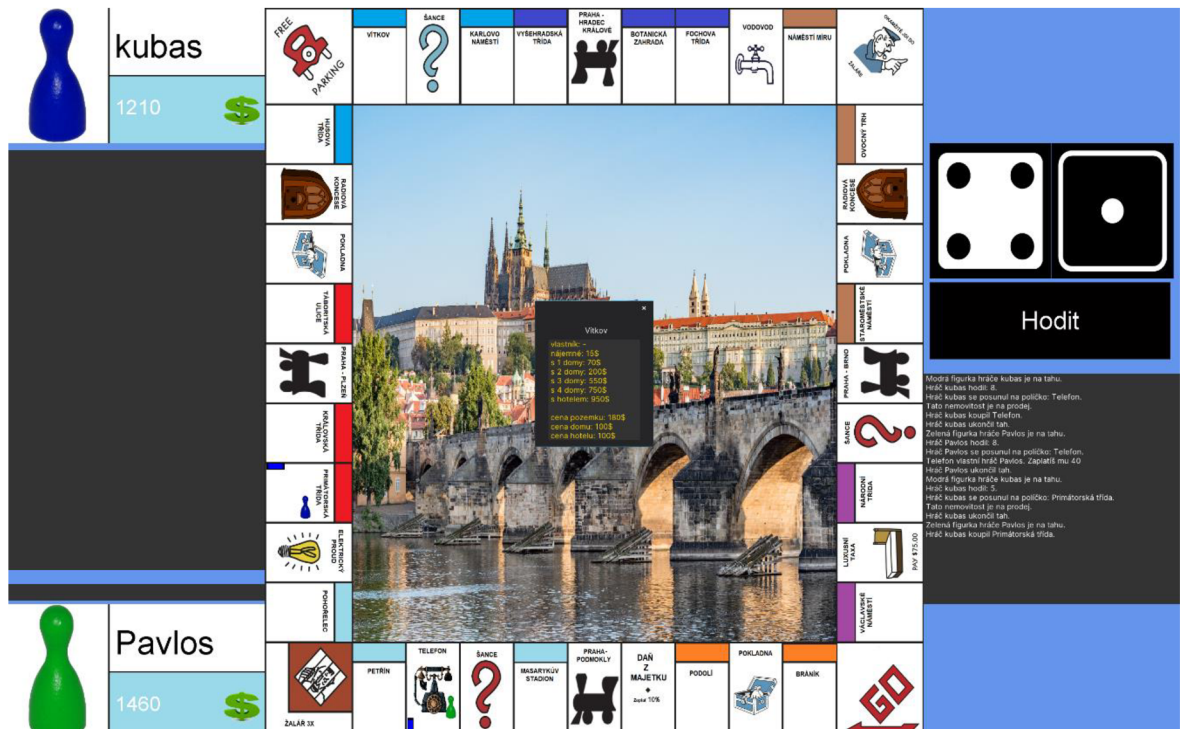 kubas
1210
$
FREE
PARKING
VÍTKOV
ŠANCE
KARLOVO
NÁMĚSTÍ
VYŠEHRADSKÁ
TŘÍDA
PRAHA -
HRADEC
KRÁLOVÉ
BOTANICKÁ
ZAHRADA
FOCHOVA
TŘÍDA
VODOVOD
NÁMĚSTÍ MÍRU
HUSOVA
TŘÍDA
RADIOVÁ
KONCESE
POKLADNA
TÁBORITSKÁ
ULICE
PRAHA - PLZEŇ
KRÁLOVSKÁ
TŘÍDA
PRIMÁTORSKÁ
TŘÍDA
ELEKTRICKÝ
PROUD
POHOŘELEC
×
Vítkov
vlastník: -
nájemné: 15$
s 1 domy: 70$
s 2 domy: 200$
s 3 domy: 550$
s 4 domy: 750$
s hotelem: 950$
cena pozemku: 180$
cena domu: 100$
cena hotelu: 100$
OVOCNÝ TRH
RADIOVÁ
KONCESE
POKLADNA
STAROMĚSTSKÉ
NÁMĚSTÍ
PRAHA - BRNO
ŠANCE
NÁRODNÍ
TŘÍDA
LUXUSNÍ
TAXA
PAY $75.00
VÁCLAVSKÉ
NÁMĚSTÍ
Hodit
Modrá figurka hráče kubas je na tahu.
Hráč kubas hodil: 8.
Hráč kubas se posunul na políčko: Telefon.
Tato nemovitost je na prodej.
Hráč kubas koupil Telefon.
Hráč kubas ukončil tah.
Zelená figurka hráče Pavlos je na tahu.
Hráč Pavlos hodil: 8.
Hráč Pavlos se posunul na políčko: Telefon.
Telefon vlastní hráč Pavlos. Zaplatíš mu 40
Hráč Pavlos ukončil tah.
Modrá figurka hráče kubas je na tahu.
Hráč kubas hodil: 5.
Hráč kubas se posunul na políčko: Primátorská třída.
Tato nemovitost je na prodej.
Hráč kubas ukončil tah.
Zelená figurka hráče Pavlos je na tahu.
Hráč kubas koupil Primátorská třída.
Pavlos
1460
$
ŽALÁŘ 3X
PETŘÍN
TELEFON
ŠANCE
MASARYKŮV
STADION
PRAHA-
PODMOKLY
DAŇ
Z
MAJETKU
Zaplať 10%
PODOLÍ
POKLADNA
BRÁNÍK
GO